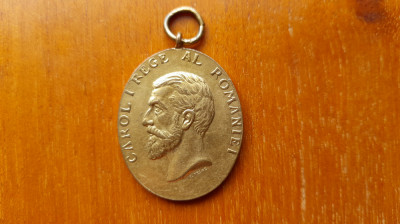 CAROL I REGE AL ROMANIEI